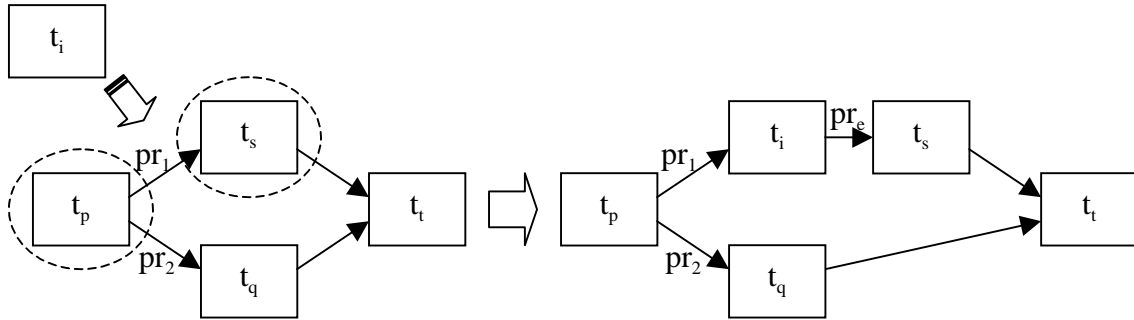 t_i
t_s
pr_1
t_p
t_t
pr_2
t_q
t_i
pr_e
t_s
pr_1
t_p
t_t
pr_2
t_q